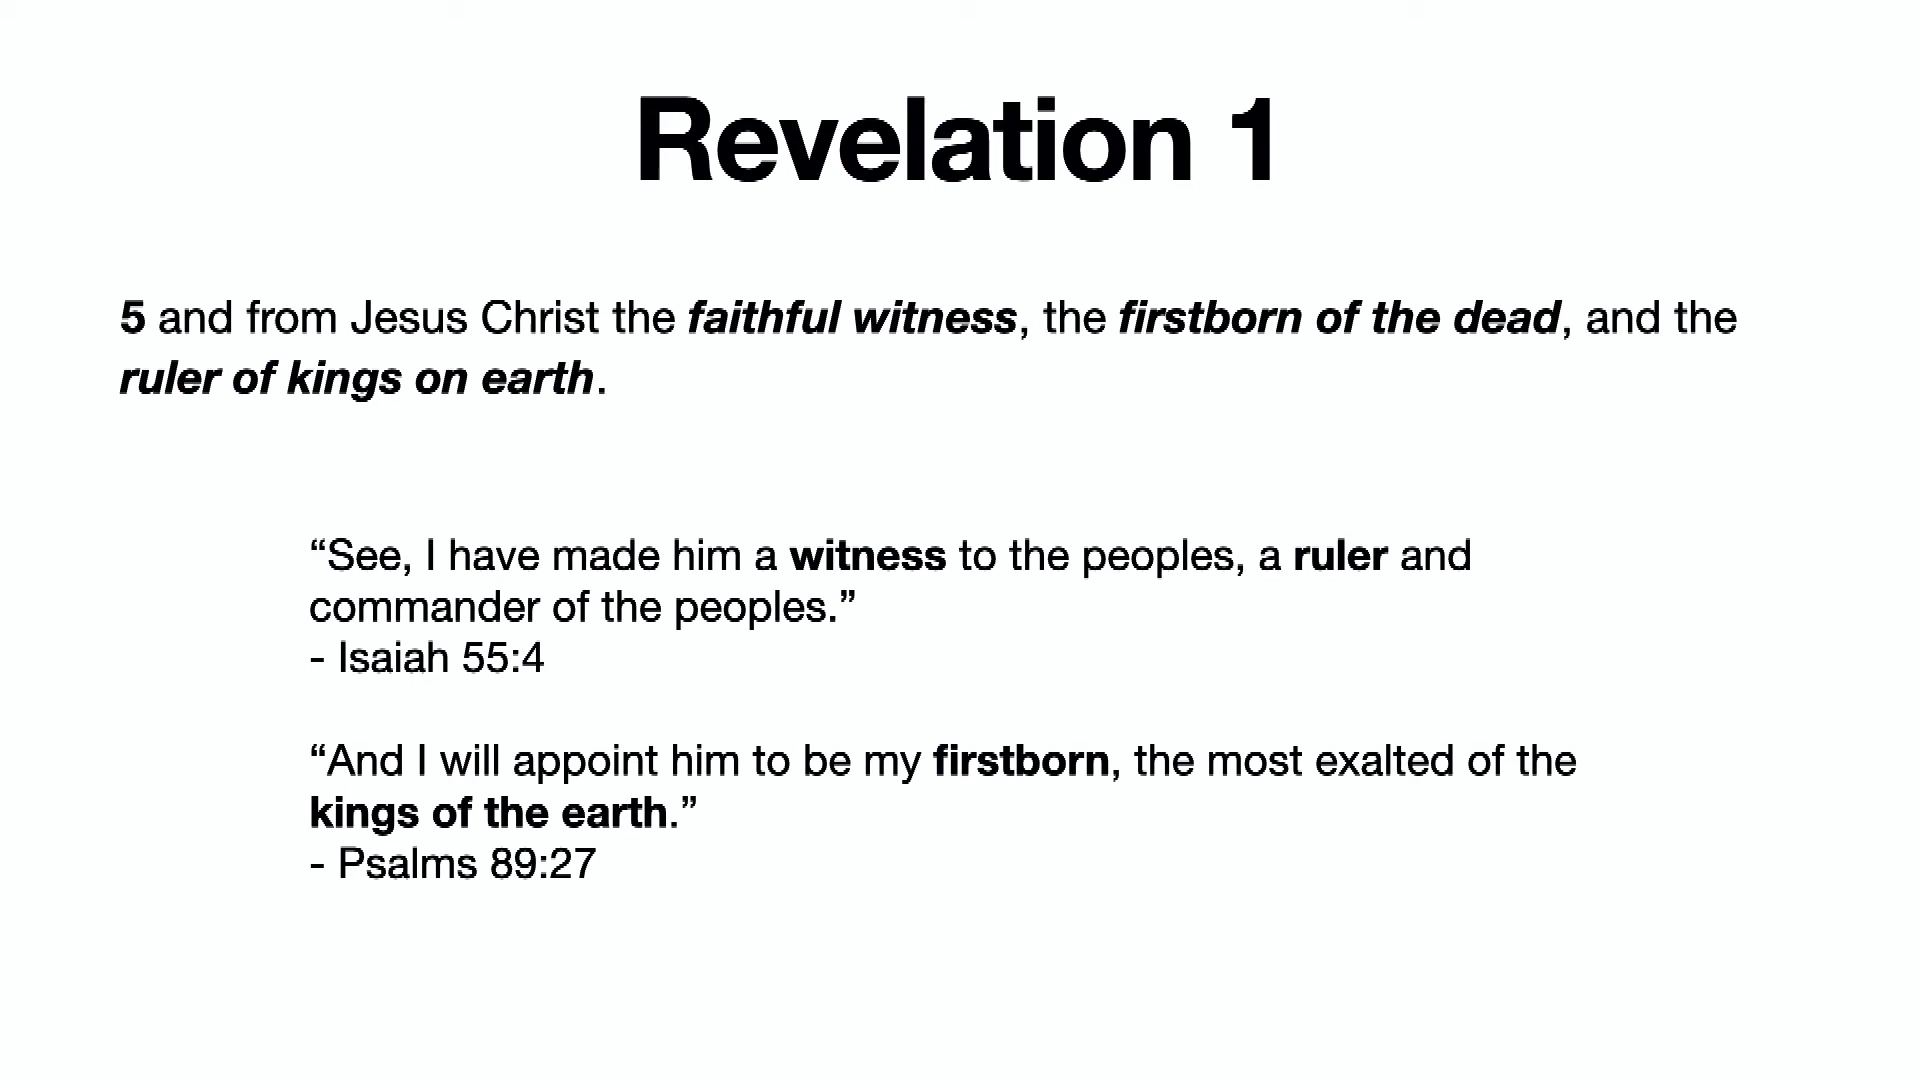 Revelation 1
5 and from Jesus Christ the faithful witness, the firstborn of the dead, and the
ruler of kings on earth.
“See, I have made him a witness to the peoples, a ruler and
commander of the peoples.”
- Isaiah 55:4
“And I will appoint him to be my firstborn, the most exalted of the
kings of the earth.”
- Psalms 89:27